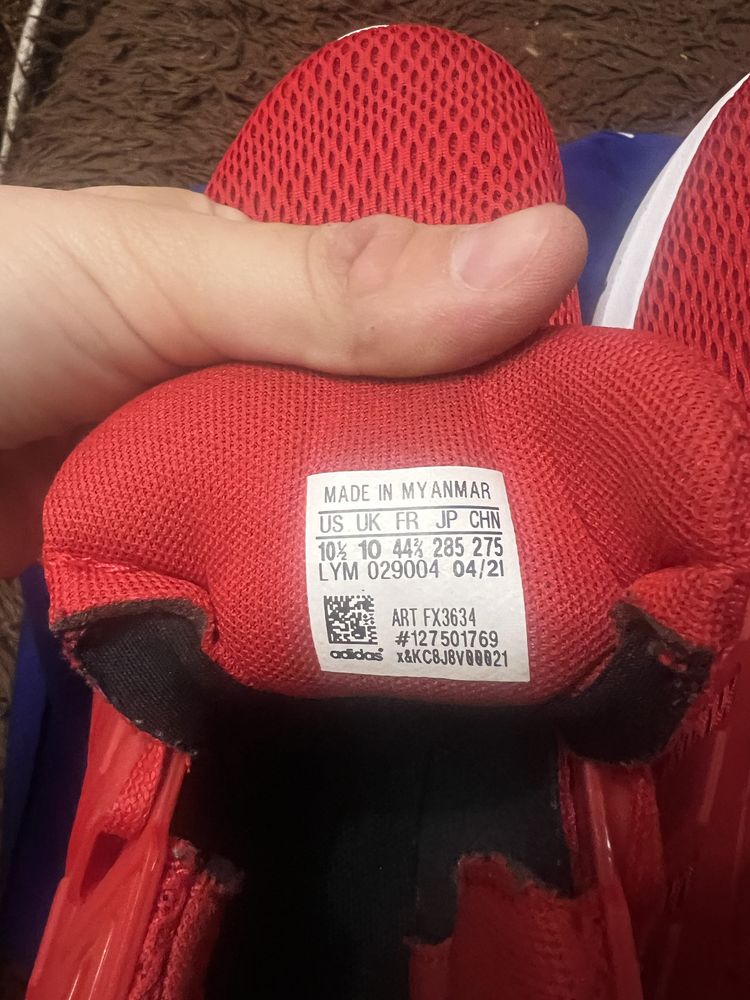 MADE IN MYANMAR
US UK FR JP CHN
10½ 10 44⅔ 285 275
LYM 029004 04/21
ART FX3634
#127501769
adidas® x&KC8J8V00021